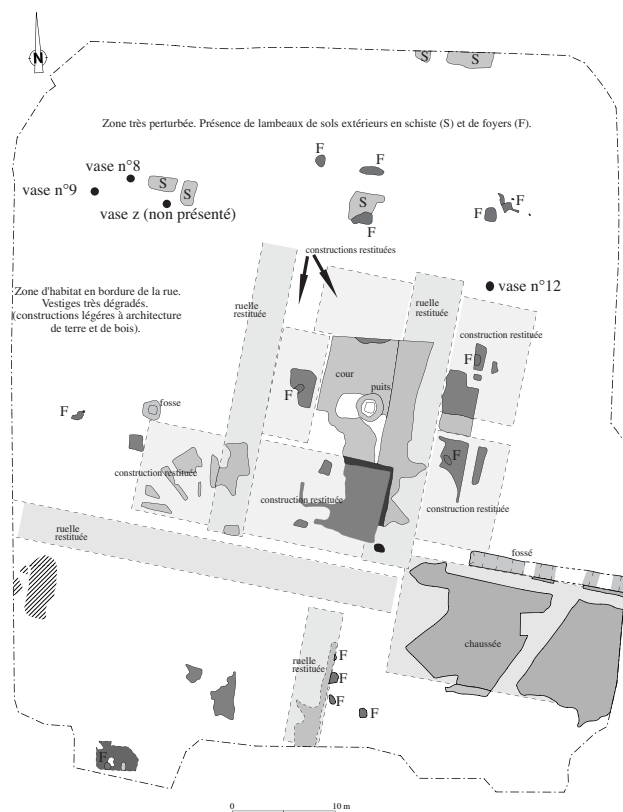 N
S
S
Zone très perturbée. Présence de lambeaux de sols extérieurs en schiste (S) et de foyers (F).
F
F
vase n°8
S
S
vase n°9
vase z (non présenté)
S
F
F
F
constructions restituées
vase n°12
Zone d'habitat en bordure de la rue.
Vestiges très dégradés.
(constructions légéres à architecture
de terre et de bois).
ruelle
restituée
ruelle
restituée
construction restituée
F
cour
puits
F
fosse
F
F
construction restituée
construction restituée
construction restituée
ruelle
restituée
fossé
chaussée
ruelle
restituée
F
F
F
F
F
0
10 m